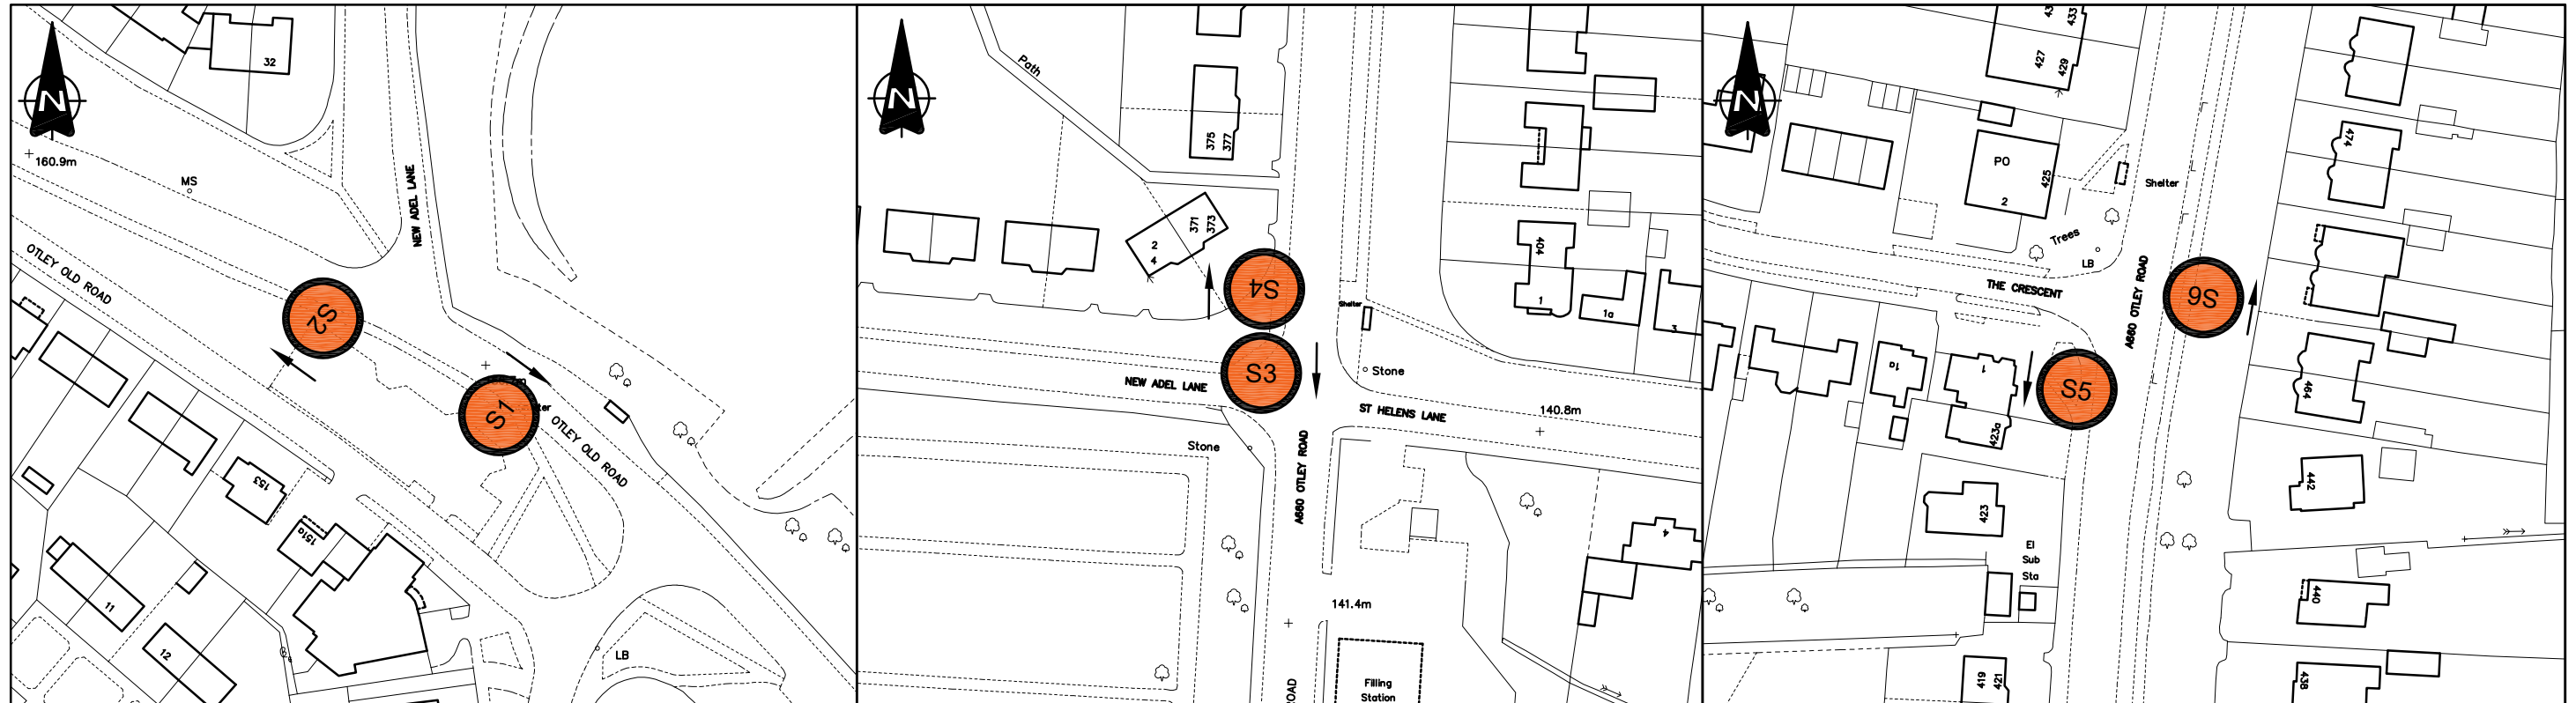 N
32
160.9m
MS
NEW ADEL LANE
OTLEY OLD ROAD
S2
S1
OTLEY OLD ROAD
153
151a
11
12
LB
N
Path
375
377
371
373
2
4
S4
S3
NEW ADEL LANE
Stone
A660 OTLEY ROAD
Shelter
Stone
ST HELENS LANE
140.8m
404
1
1a
3
4
141.4m
Filling
Station
ROAD
N
433
427
429
PO
425
2
Shelter
Trees
LB
THE CRESCENT
A660 OTLEY ROAD
S6
S5
1a
1
423a
423
El
Sub
Sta
419
421
474
464
442
440
438